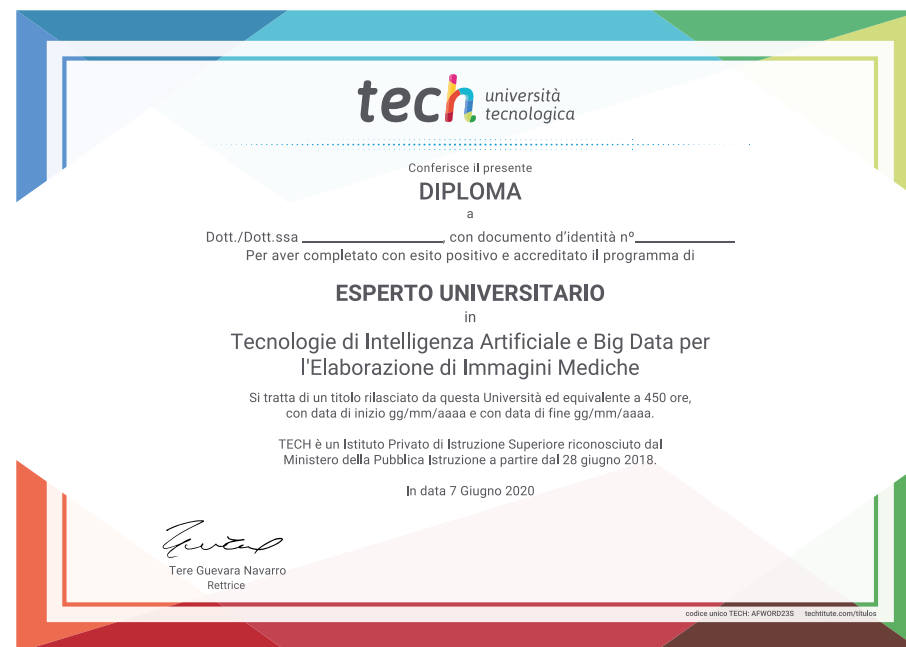 tech università
tecnologica
Conferisce il presente
DIPLOMA
a
Dott./Dott.ssa ____________________, con documento d'identità nº______________
Per aver completato con esito positivo e accreditato il programma di
ESPERTO UNIVERSITARIO
in
Tecnologie di Intelligenza Artificiale e Big Data per
l'Elaborazione di Immagini Mediche
Si tratta di un titolo rilasciato da questa Università ed equivalente a 450 ore,
con data di inizio gg/mm/aaaa e con data di fine gg/mm/aaaa.
TECH è un Istituto Privato di Istruzione Superiore riconosciuto dal
Ministero della Pubblica Istruzione a partire dal 28 giugno 2018.
In data 7 Giugno 2020
Tere Guevara Navarro
Rettrice
codice unico TECH: AFWORD23S techtitute.com/titulos